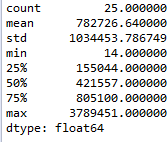 count 25.000000
mean 782726.640000
std 1034453.786749
min 14.000000
25% 155044.000000
50% 421557.000000
75% 805100.000000
max 3789451.000000
dtype: float64